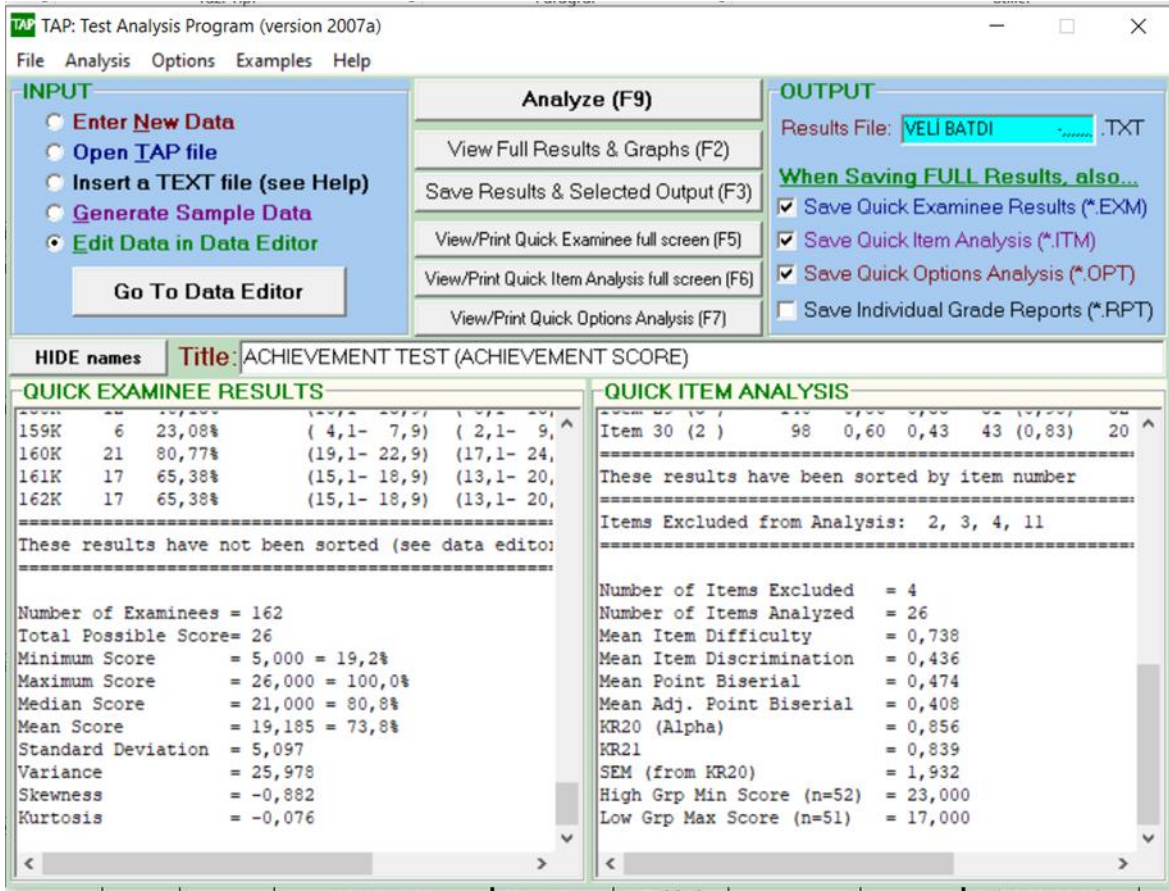 TAP TAP: Test Analysis Program (version 2007a)
File Analysis Options Examples Help
INPUT
Enter New Data
Open TAP file
Insert a TEXT file (see Help)
Generate Sample Data
Edit Data in Data Editor
Go To Data Editor
Analyze (F9)
View Full Results & Graphs (F2)
Save Results & Selected Output (F3)
View/Print Quick Examinee full screen (F5)
View/Print Quick Item Analysis full screen (F6)
View/Print Quick Options Analysis (F7)
OUTPUT
Results File: VELİ BATDI .TXT
When Saving FULL Results, also...
Save Quick Examinee Results (*.EXM)
Save Quick Item Analysis (*.ITM)
Save Quick Options Analysis (*.OPT)
Save Individual Grade Reports (*.RPT)
HIDE names Title: ACHIEVEMENT TEST (ACHIEVEMENT SCORE)
QUICK EXAMINEE RESULTS
159K 6 23,08% ( 4,1- 7,9) ( 2,1- 9,
160K 21 80,77% (19,1- 22,9) (17,1- 24,
161K 17 65,38% (15,1- 18,9) (13,1- 20,
162K 17 65,38% (15,1- 18,9) (13,1- 20,
==================================================
These results have not been sorted (see data editor
==================================================
Number of Examinees = 162
Total Possible Score= 26
Minimum Score = 5,000 = 19,2%
Maximum Score = 26,000 = 100,0%
Median Score = 21,000 = 80,8%
Mean Score = 19,185 = 73,8%
Standard Deviation = 5,097
Variance = 25,978
Skewness = -0,882
Kurtosis = -0,076
QUICK ITEM ANALYSIS
Item 30 (2 ) 98 0,60 0,43 43 (0,83) 20
==================================================
These results have been sorted by item number
==================================================
Items Excluded from Analysis: 2, 3, 4, 11
==================================================
Number of Items Excluded = 4
Number of Items Analyzed = 26
Mean Item Difficulty = 0,738
Mean Item Discrimination = 0,436
Mean Point Biserial = 0,474
Mean Adj. Point Biserial = 0,408
KR20 (Alpha) = 0,856
KR21 = 0,839
SEM (from KR20) = 1,932
High Grp Min Score (n=52) = 23,000
Low Grp Max Score (n=51) = 17,000